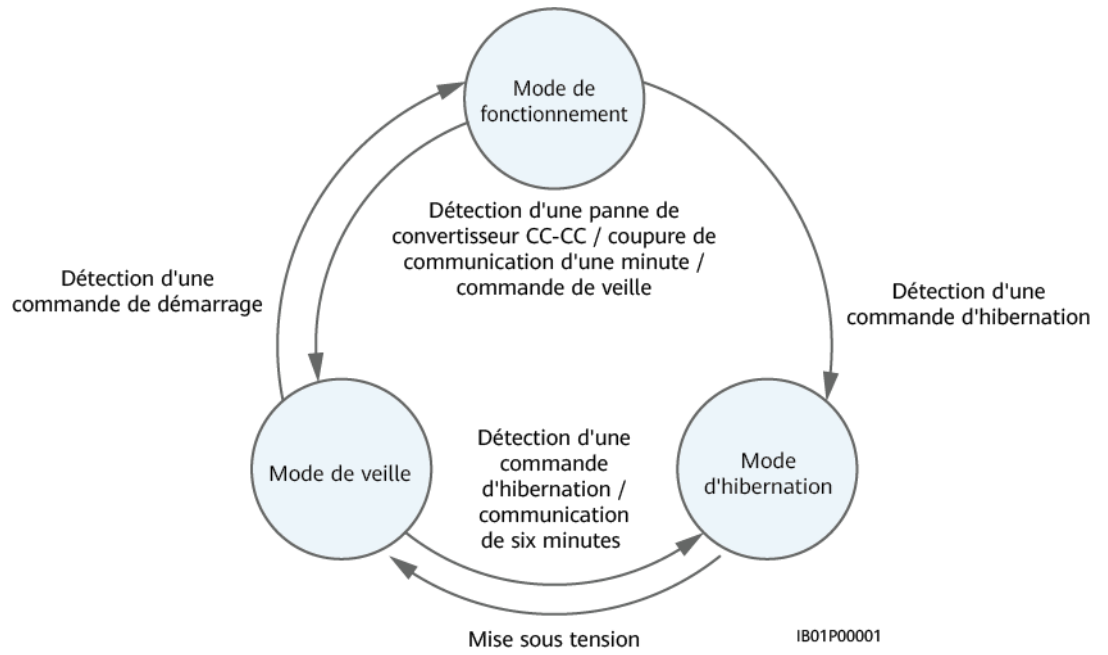 Mode de
fonctionnement
Détection d'une panne de
convertisseur CC-CC / coupure de
communication d'une minute /
commande de veille
Détection d'une
commande de démarrage
Détection d'une
commande d'hibernation
Mode de veille
Détection d'une
commande
d'hibernation /
communication
de six minutes
Mode
d'hibernation
Mise sous tension
IB01P00001